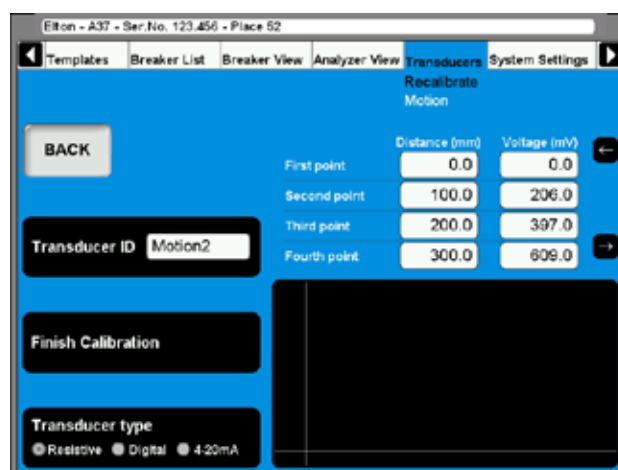 Elton - A37 - Ser.No. 123.456 - Place 52
Templates Breaker List Breaker View Analyzer View Transducers System Settings
Recalibrate
Motion
BACK
Distance (mm) Voltage (mV)
First point 0.0 0.0
Second point 100.0 206.0
Third point 200.0 397.0
Transducer ID Motion2
Fourth point 300.0 609.0
Finish Calibration
Transducer type
Resistive Digital 4-20mA